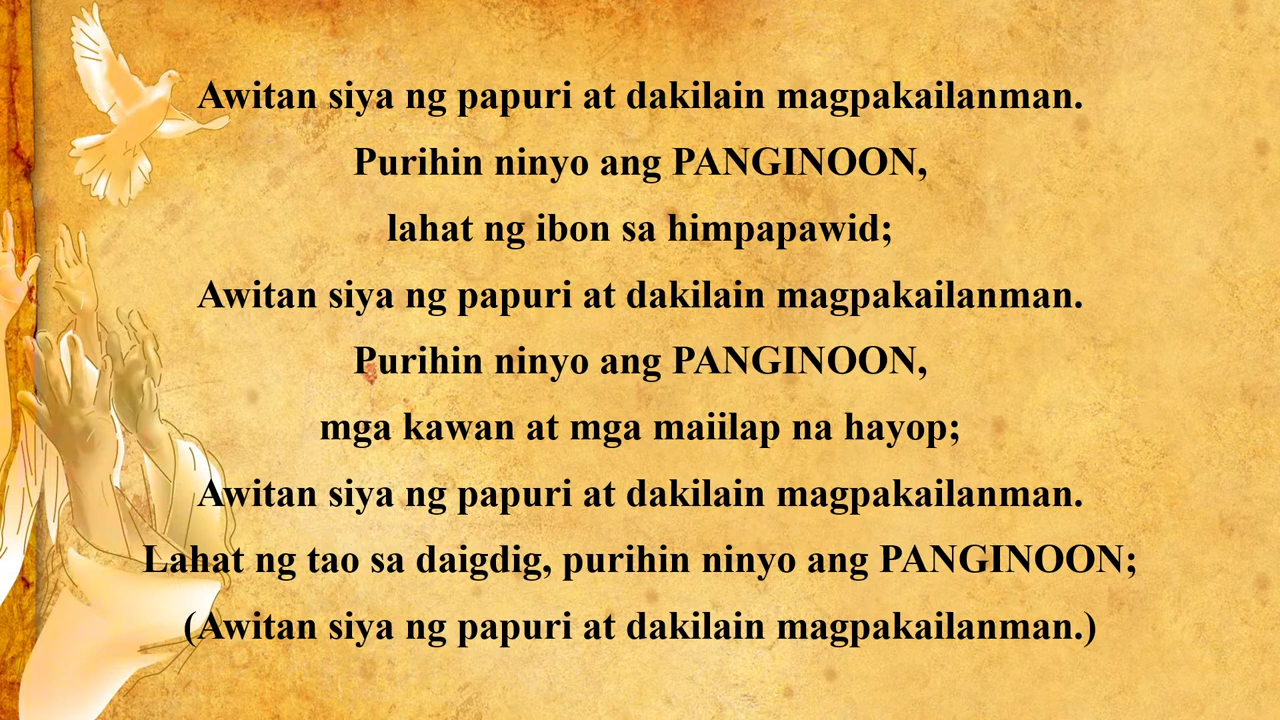 Awitan siya ng papuri at dakilain magpakailanman.
Purihin ninyo ang PANGINOON,
lahat ng ibon sa himpapawid;
Awitan siya ng papuri at dakilain magpakailanman.
Purihin ninyo ang PANGINOON,
mga kawan at mga maiilap na hayop;
Awitan siya ng papuri at dakilain magpakailanman.
Lahat ng tao sa daigdig, purihin ninyo ang PANGINOON;
(Awitan siya ng papuri at dakilain magpakailanman.)